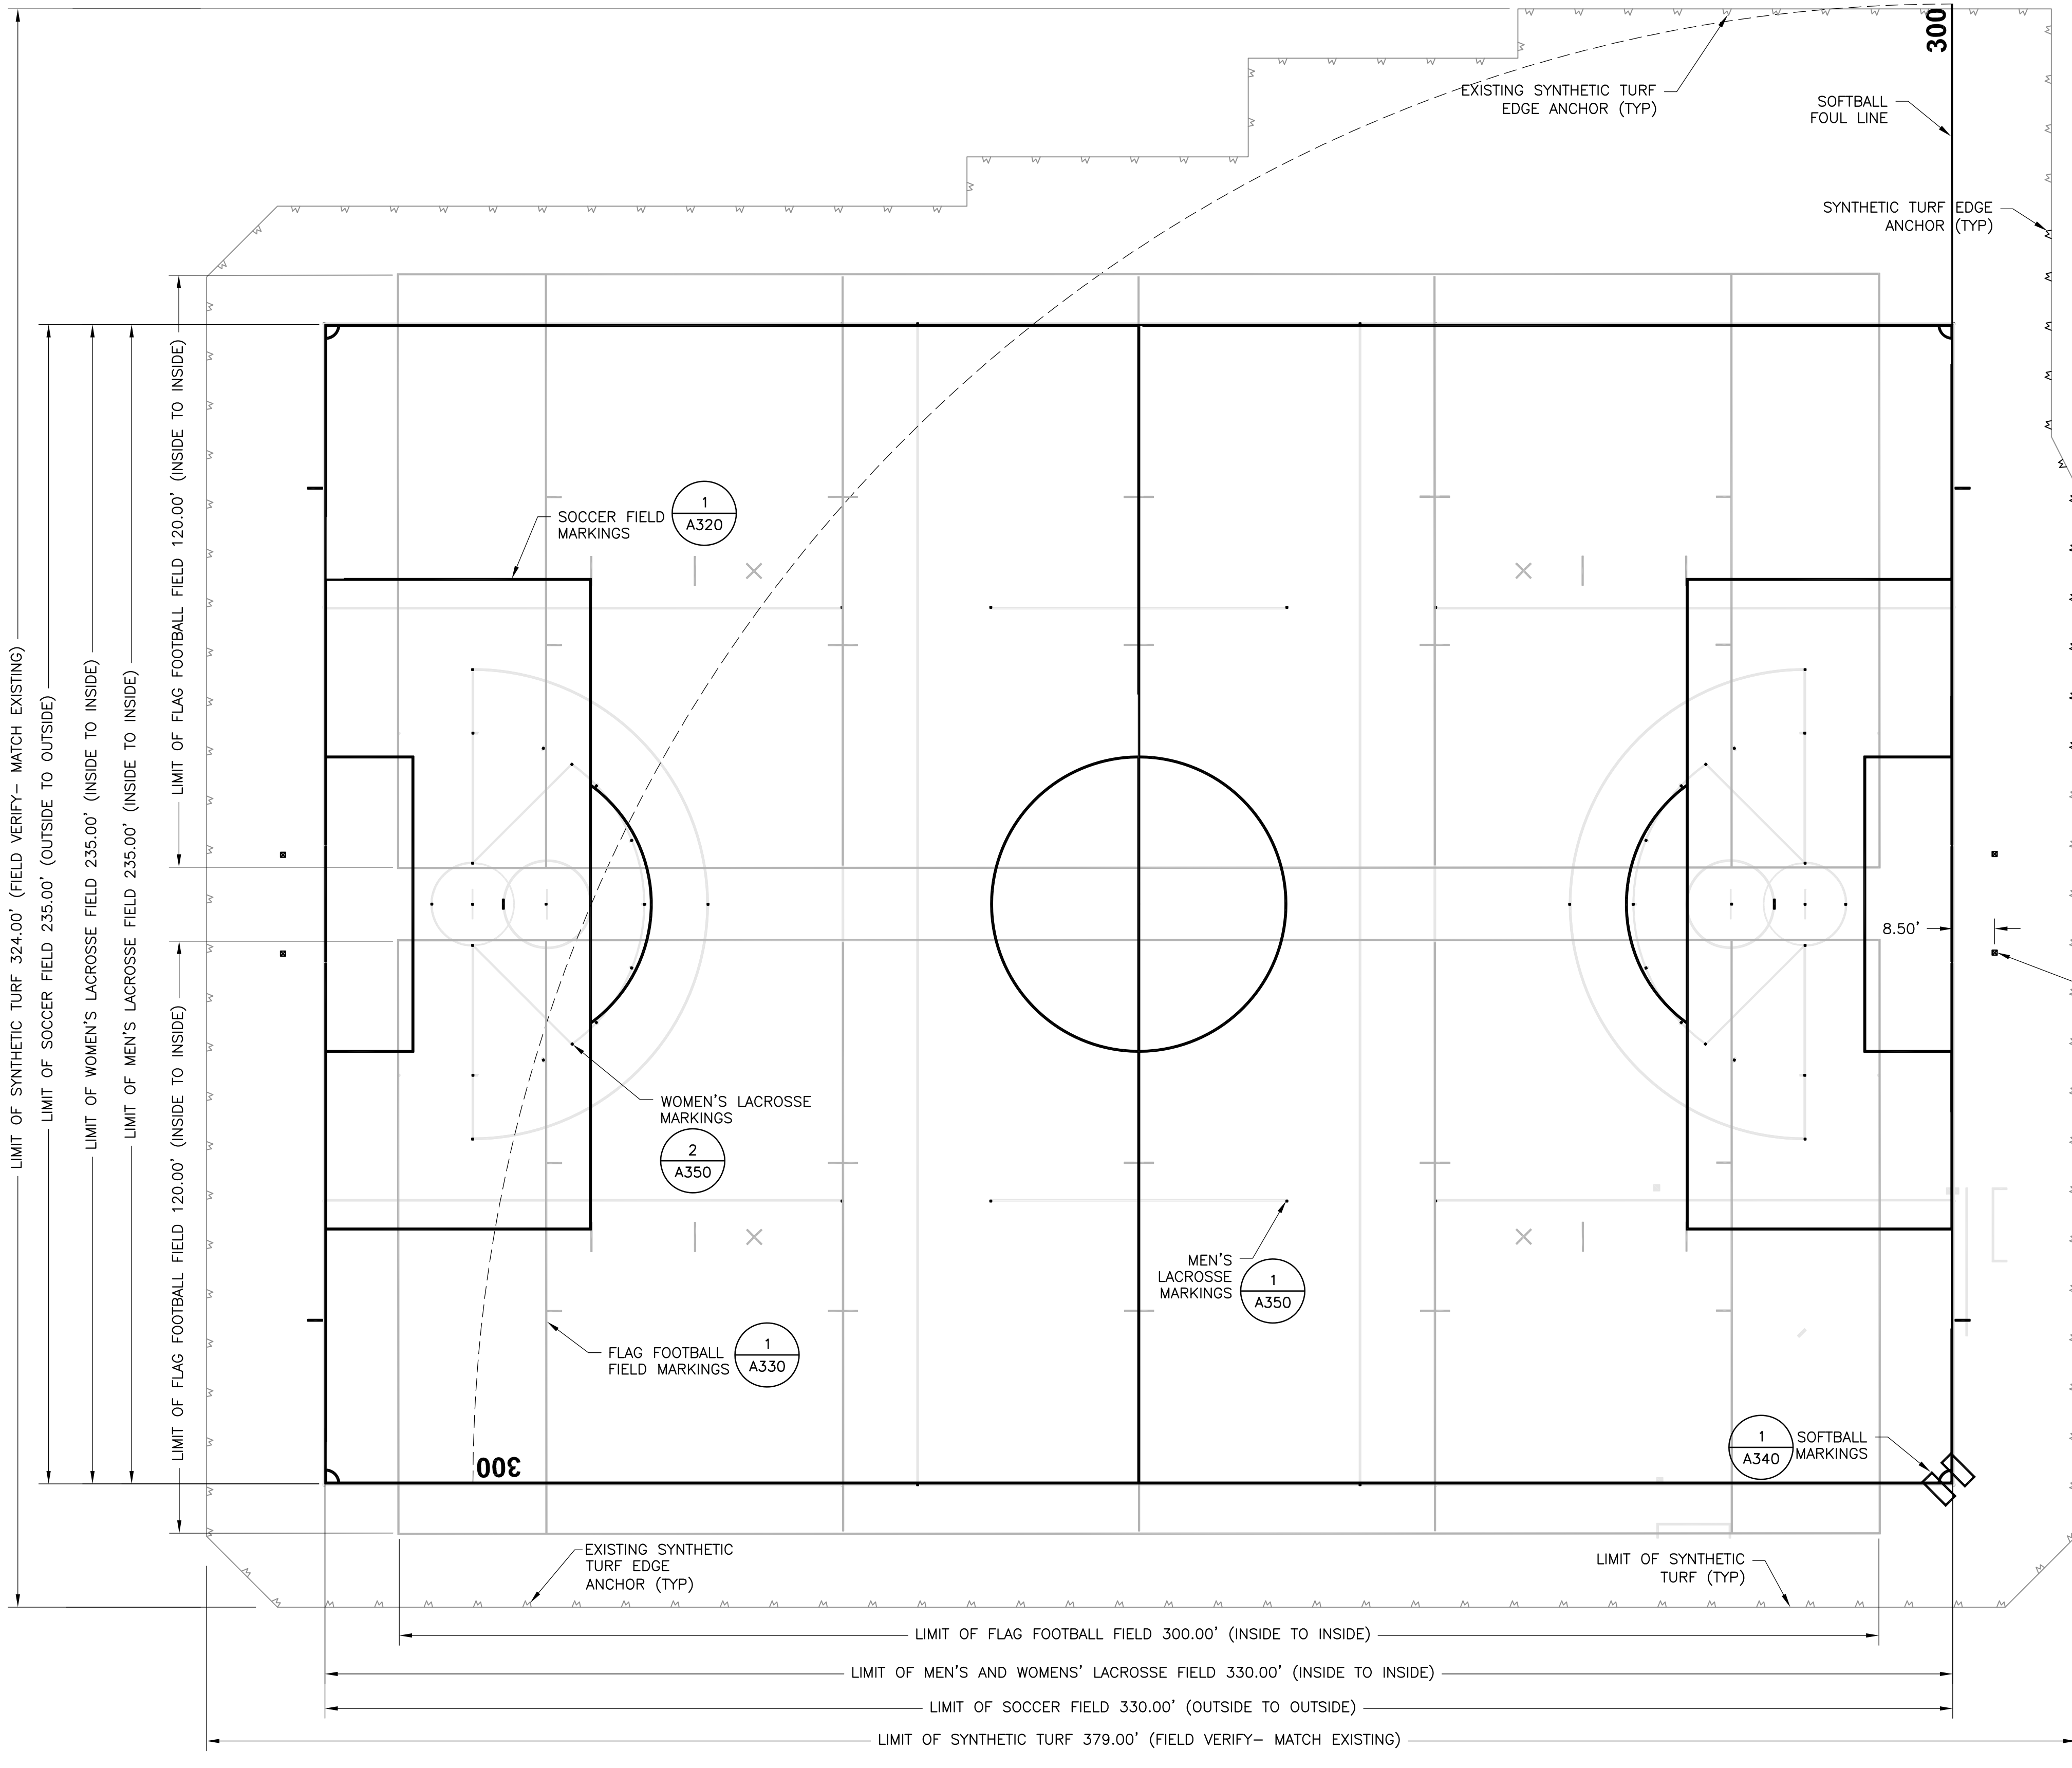 300
EXISTING SYNTHETIC TURF
EDGE ANCHOR (TYP)
SOFTBALL
FOUL LINE
SYNTHETIC TURF EDGE
ANCHOR (TYP)
LIMIT OF SYNTHETIC TURF 324.00' (FIELD VERIFY- MATCH EXISTING)
LIMIT OF SOCCER FIELD 235.00' (OUTSIDE TO OUTSIDE)
LIMIT OF WOMEN'S LACROSSE FIELD 235.00' (INSIDE TO INSIDE)
LIMIT OF MEN'S LACROSSE FIELD 235.00' (INSIDE TO INSIDE)
LIMIT OF FLAG FOOTBALL FIELD 120.00' (INSIDE TO INSIDE)
LIMIT OF FLAG FOOTBALL FIELD 120.00' (INSIDE TO INSIDE)
SOCCER FIELD
MARKINGS
1
A320
8.50'
WOMEN'S LACROSSE
MARKINGS
2
A350
MEN'S
LACROSSE
MARKINGS
1
A350
FLAG FOOTBALL
FIELD MARKINGS
1
A330
300
1
A340
SOFTBALL
MARKINGS
EXISTING SYNTHETIC
TURF EDGE
ANCHOR (TYP)
LIMIT OF SYNTHETIC
TURF (TYP)
LIMIT OF FLAG FOOTBALL FIELD 300.00' (INSIDE TO INSIDE)
LIMIT OF MEN'S AND WOMENS' LACROSSE FIELD 330.00' (INSIDE TO INSIDE)
LIMIT OF SOCCER FIELD 330.00' (OUTSIDE TO OUTSIDE)
LIMIT OF SYNTHETIC TURF 379.00' (FIELD VERIFY- MATCH EXISTING)